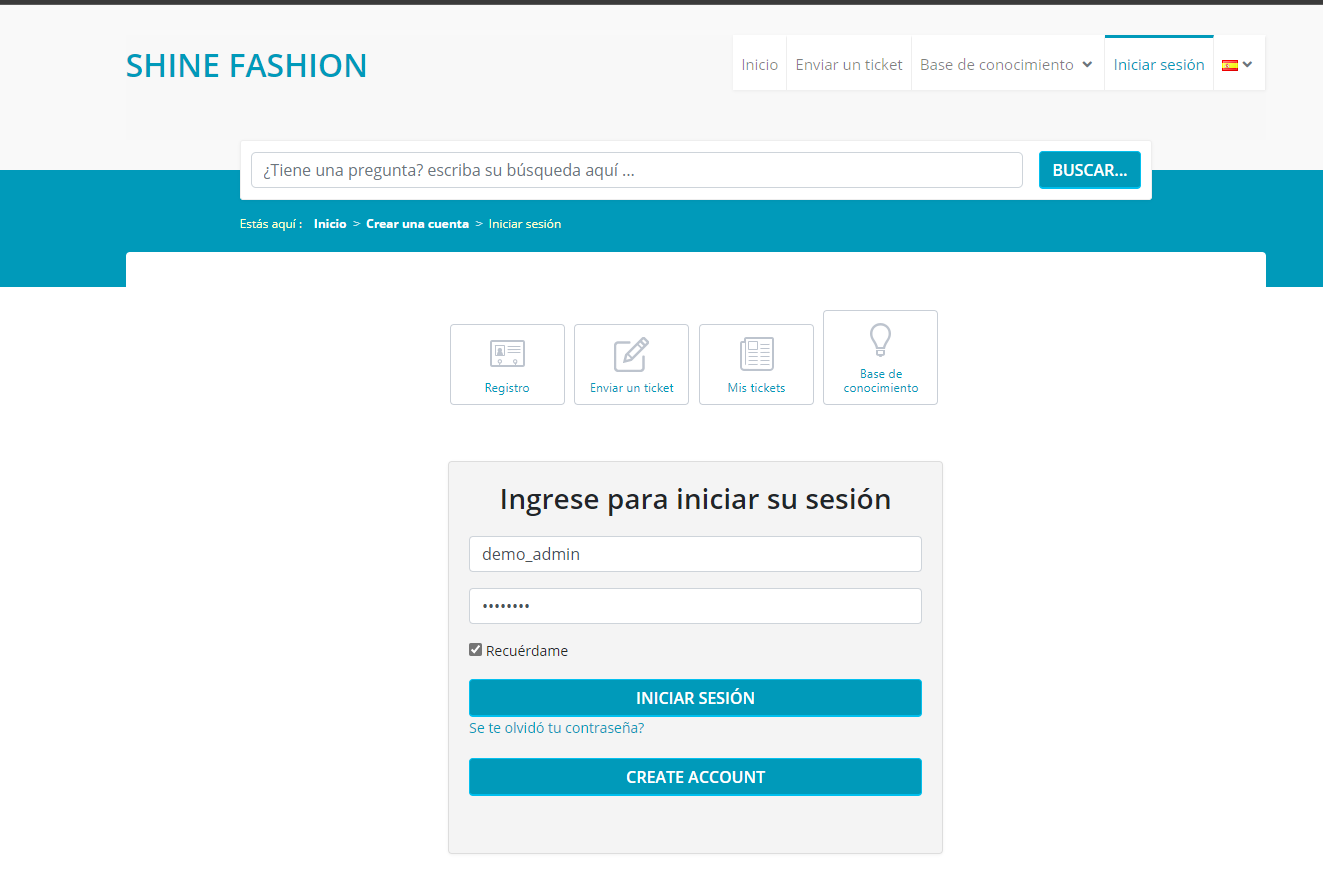 SHINE FASHION
Inicio
Enviar un ticket
Base de conocimiento
Iniciar sesión
¿Tiene una pregunta? escriba su búsqueda aquí ...
BUSCAR...
Estás aquí : Inicio > Crear una cuenta > Iniciar sesión
Registro
Enviar un ticket
Mis tickets
Base de
conocimiento
Ingrese para iniciar su sesión
demo_admin
••••••••
Recuérdame
INICIAR SESIÓN
Se te olvidó tu contraseña?
CREATE ACCOUNT